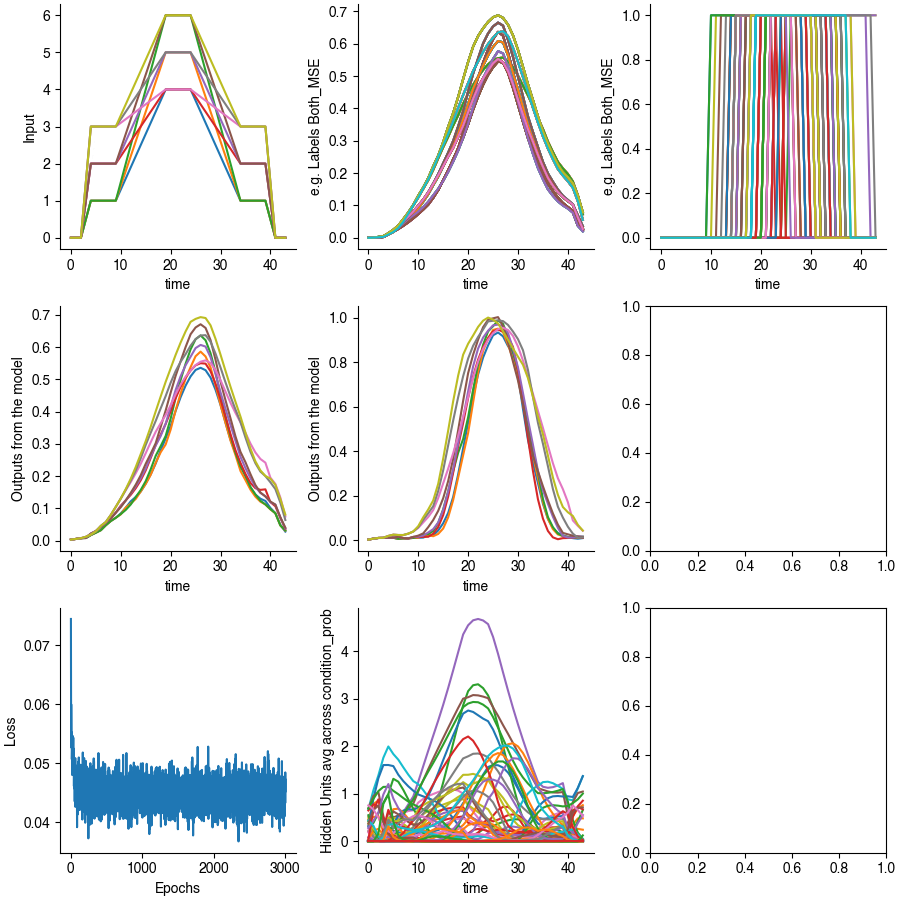 Input
6
5
4
3
2
1
0
0 10 20 30 40
time
e.g. Labels Both_MSE
0.7
0.6
0.5
0.4
0.3
0.2
0.1
0.0
0 10 20 30 40
time
e.g. Labels Both_MSE
1.0
0.8
0.6
0.4
0.2
0.0
0 10 20 30 40
time
Outputs from the model
0.7
0.6
0.5
0.4
0.3
0.2
0.1
0.0
0 10 20 30 40
time
Outputs from the model
1.0
0.8
0.6
0.4
0.2
0.0
0 10 20 30 40
time
1.0
0.8
0.6
0.4
0.2
0.0
0.0 0.2 0.4 0.6 0.8 1.0
Loss
0.07
0.06
0.05
0.04
0 1000 2000 3000
Epochs
Hidden Units avg across condition_prob
4
3
2
1
0
0 10 20 30 40
time
1.0
0.8
0.6
0.4
0.2
0.0
0.0 0.2 0.4 0.6 0.8 1.0